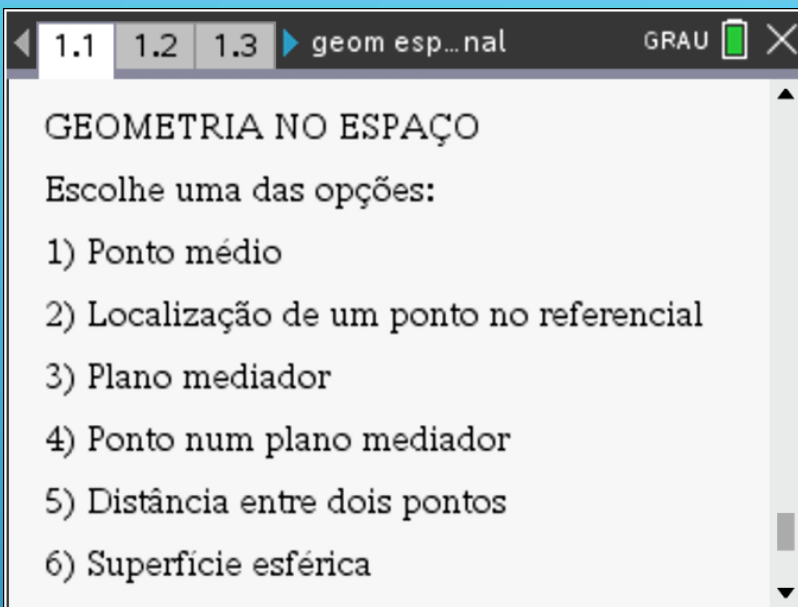 1.1 1.2 1.3 geom esp...nal GRAU
GEOMETRIA NO ESPAÇO
Escolhe uma das opções:
1) Ponto médio
2) Localização de um ponto no referencial
3) Plano mediador
4) Ponto num plano mediador
5) Distância entre dois pontos
6) Superfície esférica